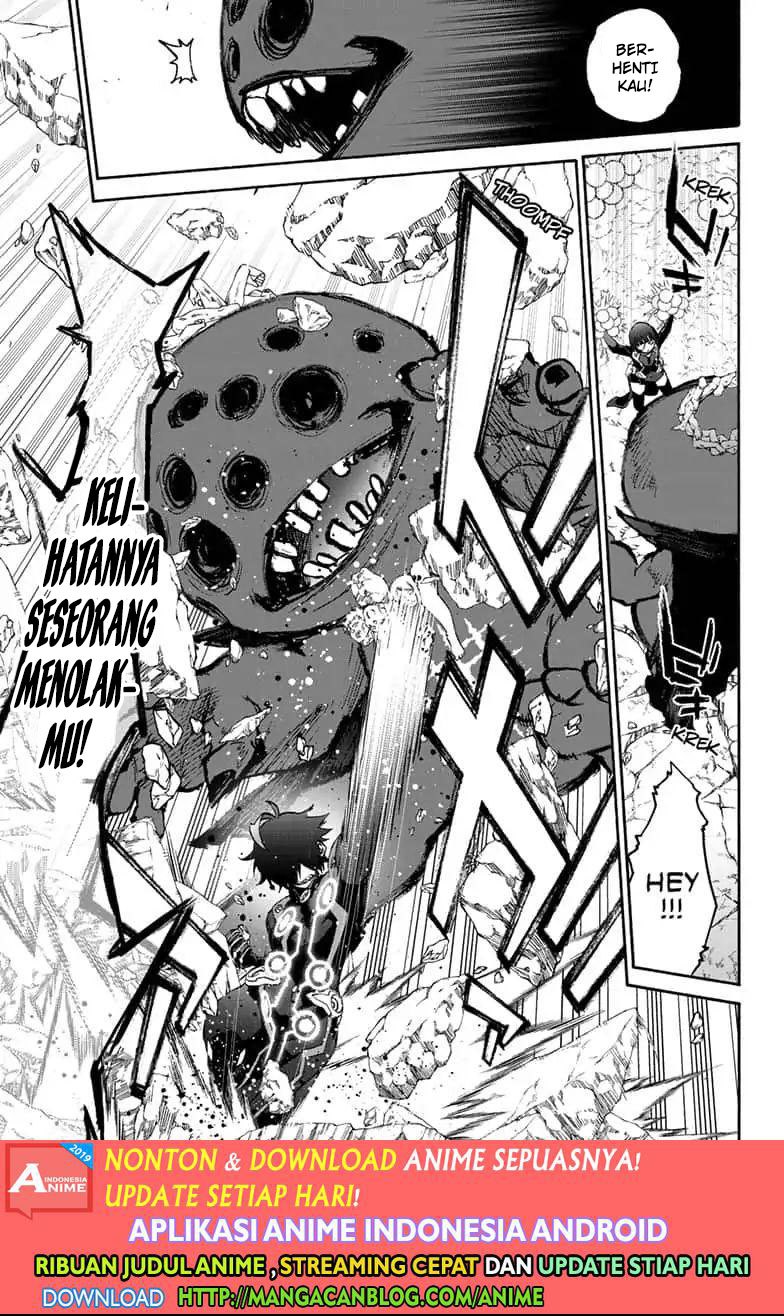 BER-
HENTI
KAU!
KREK
THOOMPF
KELI-
HATANNYA
SESEORANG
MENOLAK-
MU!
KREK
HEY
!!!
2019
INDONESIA
ANIME
NONTON & DOWNLOAD ANIME SEPUASNYA!
UPDATE SETIAP HARI!
APLIKASI ANIME INDONESIA ANDROID
RIBUAN JUDUL ANIME , STREAMING CEPAT DAN UPDATE STIAP HARI
DOWNLOAD HTTP://MANGACANBLOG.COM/ANIME